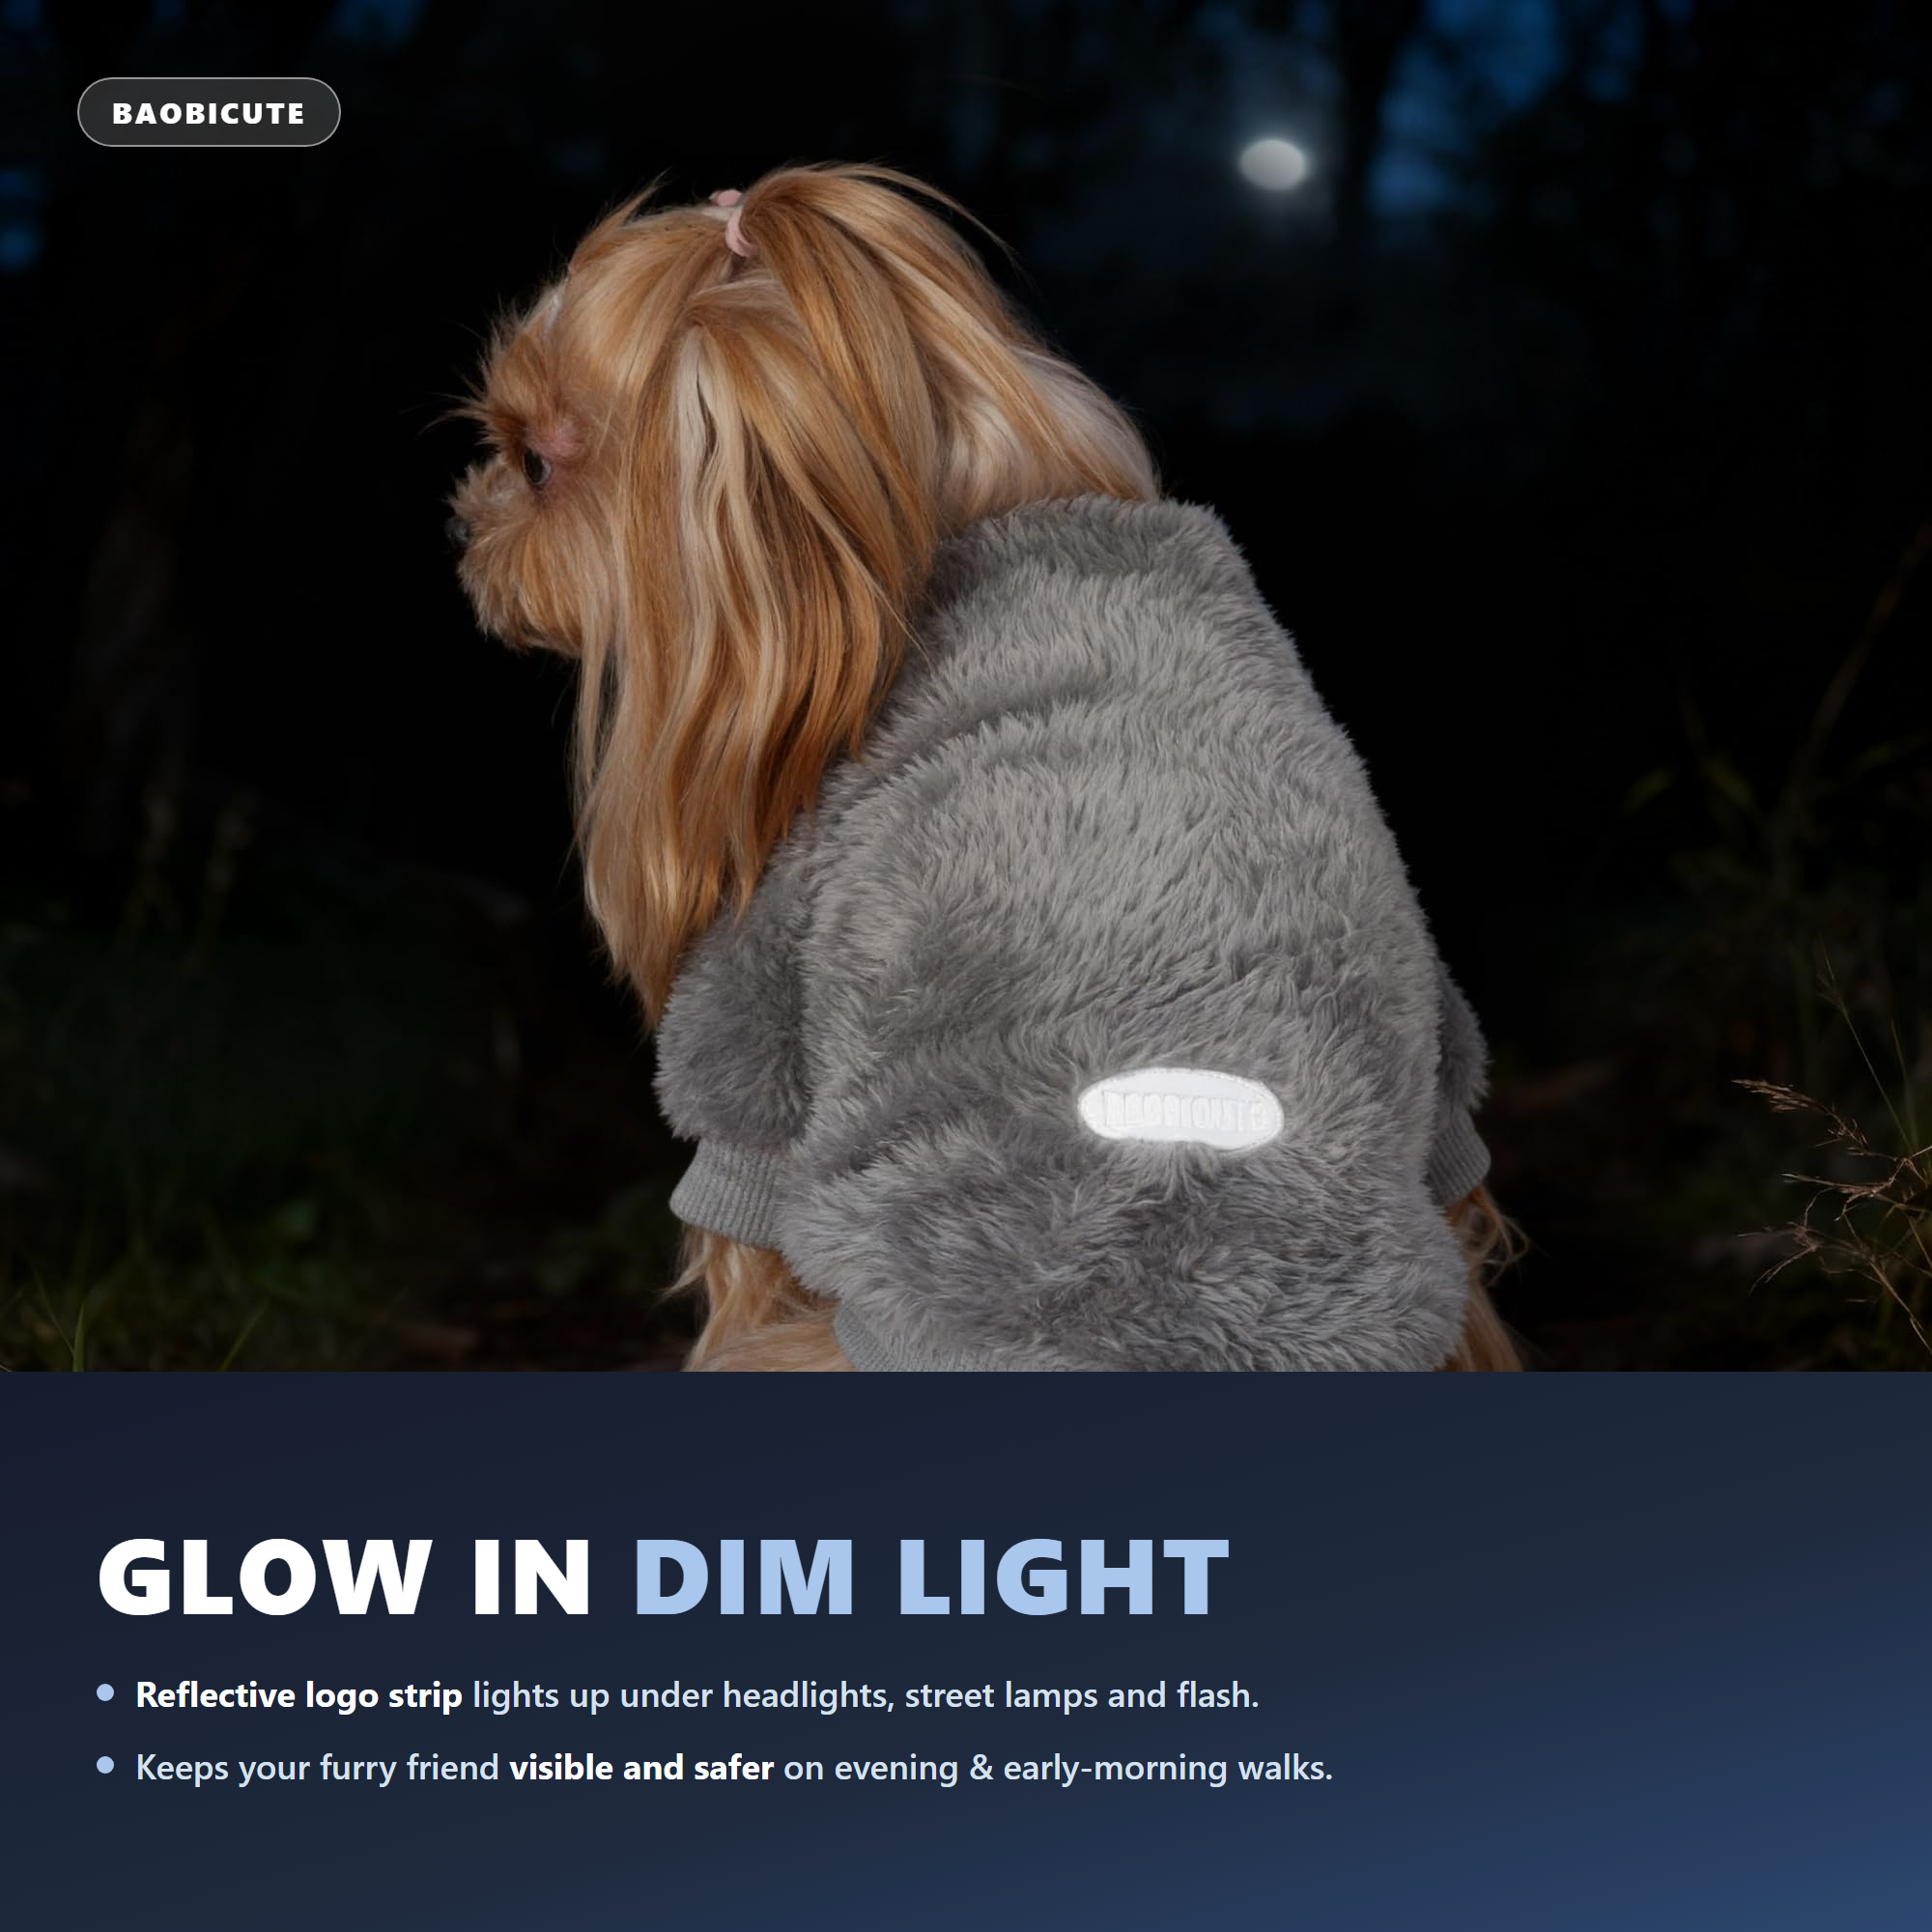 BAOBICUTE
GLOW IN DIM LIGHT
Reflective logo strip lights up under headlights, street lamps and flash.
Keeps your furry friend visible and safer on evening & early-morning walks.